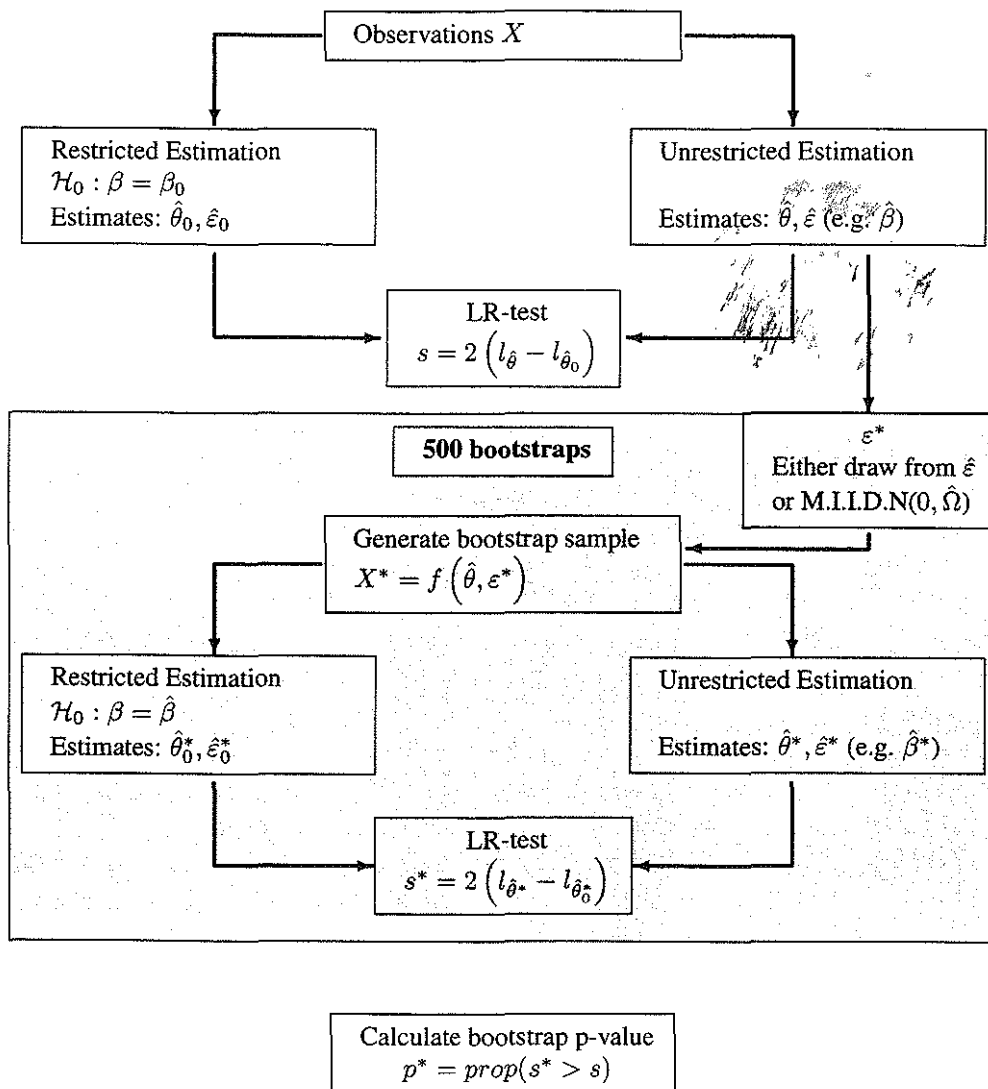 Observations X
Restricted Estimation
ℋ₀ : β = β₀
Estimates: θ̂₀, ε̂₀
Unrestricted Estimation
Estimates: θ̂, ε̂ (e.g. β̂)
LR-test
s = 2 (l_θ̂ − l_θ̂₀)
500 bootstraps
ε*
Either draw from ε̂
or M.I.I.D.N(0, Ω̂)
Generate bootstrap sample
X* = f (θ̂, ε*)
Restricted Estimation
ℋ₀ : β = β̂
Estimates: θ̂₀*, ε̂₀*
Unrestricted Estimation
Estimates: θ̂*, ε̂* (e.g. β̂*)
LR-test
s* = 2 (l_θ̂* − l_θ̂₀*)
Calculate bootstrap p-value
p* = prop(s* > s)